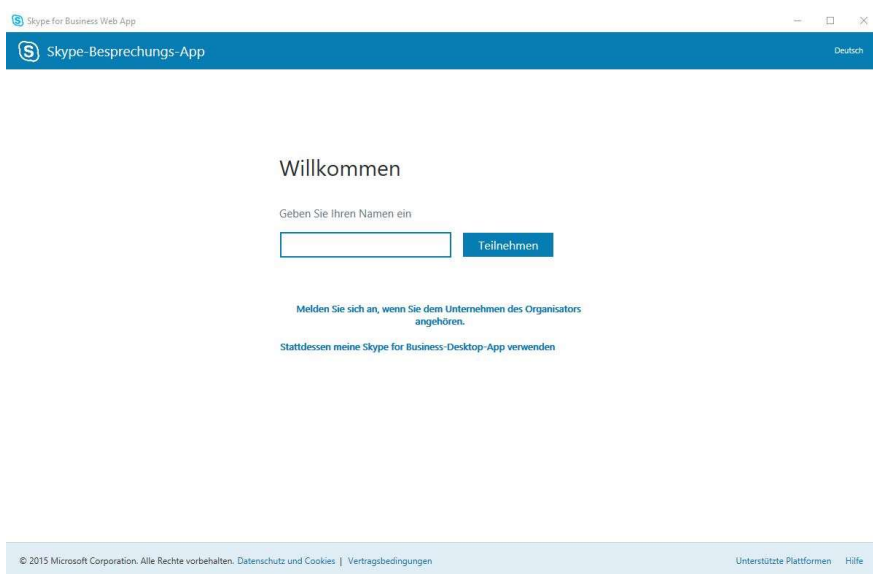 Skype for Business Web App
Skype-Besprechungs-App
Deutsch
Willkommen
Geben Sie Ihren Namen ein
Teilnehmen
Melden Sie sich an, wenn Sie dem Unternehmen des Organisators
angehören.
Stattdessen meine Skype for Business-Desktop-App verwenden
© 2015 Microsoft Corporation. Alle Rechte vorbehalten. Datenschutz und Cookies | Vertragsbedingungen Unterstützte Plattformen Hilfe